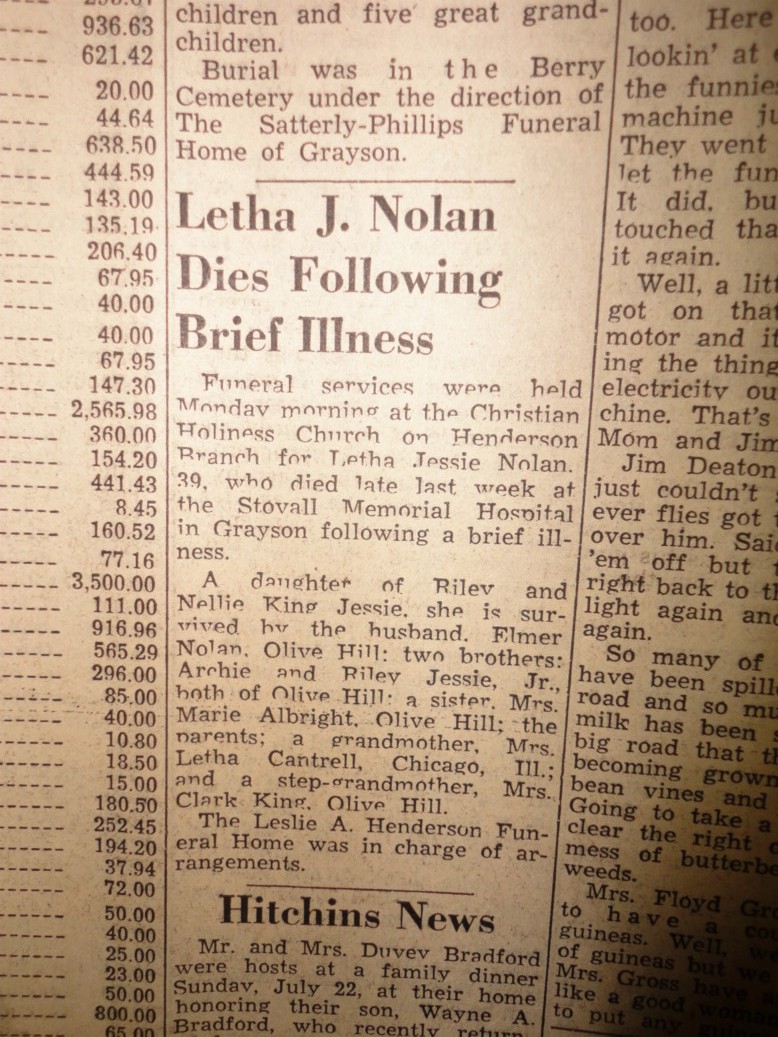 936.63
621.42
20.00
44.64
638.50
444.59
143.00
135.19
206.40
67.95
40.00
40.00
67.95
147.30
2,565.98
360.00
154.20
441.43
8.45
160.52
77.16
3,500.00
111.00
916.96
565.29
296.00
85.00
40.00
10.80
18.50
15.00
180.50
252.45
194.20
37.94
72.00
50.00
40.00
25.00
23.00
50.00
800.00
65.00
children and five great grand-
children.
Burial was in the Berry
Cemetery under the direction of
The Satterly-Phillips Funeral
Home of Grayson.
Letha J. Nolan
Dies Following
Brief Illness
Funeral services were held
Monday morning at the Christian
Holiness Church on Henderson
Branch for Letha Jessie Nolan,
39, who died late last week at
the Stovall Memorial Hospital
in Grayson following a brief ill-
ness.
A daughter of Riley and
Nellie King Jessie, she is sur-
vived by the husband, Elmer
Nolan, Olive Hill; two brothers:
Archie and Riley Jessie, Jr.,
both of Olive Hill; a sister, Mrs.
Marie Albright, Olive Hill; the
parents; a grandmother, Mrs.
Letha Cantrell, Chicago, Ill.;
and a step-grandmother, Mrs.
Clark King, Olive Hill.
The Leslie A. Henderson Fun-
eral Home was in charge of ar-
rangements.
Hitchins News
Mr. and Mrs. Duvey Bradford
were hosts at a family dinner
Sunday, July 22, at their home
honoring their son, Wayne A.
Bradford, who recently return-
too. Here
lookin' at
the funnies
machine ju
They went
let the fun
It did, bu
touched tha
it again.
Well, a litt
got on that
motor and if
ing the thing
electricity ou
chine. That's
Mom and Jim
Jim Deaton
just couldn't
ever flies got
over him. Said
'em off but
right back to th
light again and
again.
So many of
have been spill
road and so mu
milk has been
big road that th
becoming grown
bean vines and
Going to take a
clear the right
mess of butterbe
weeds.
Mrs. Floyd Gr
to have a
guineas. Well,
of guineas but we
Mrs. Gross have
like a good woman
to put any